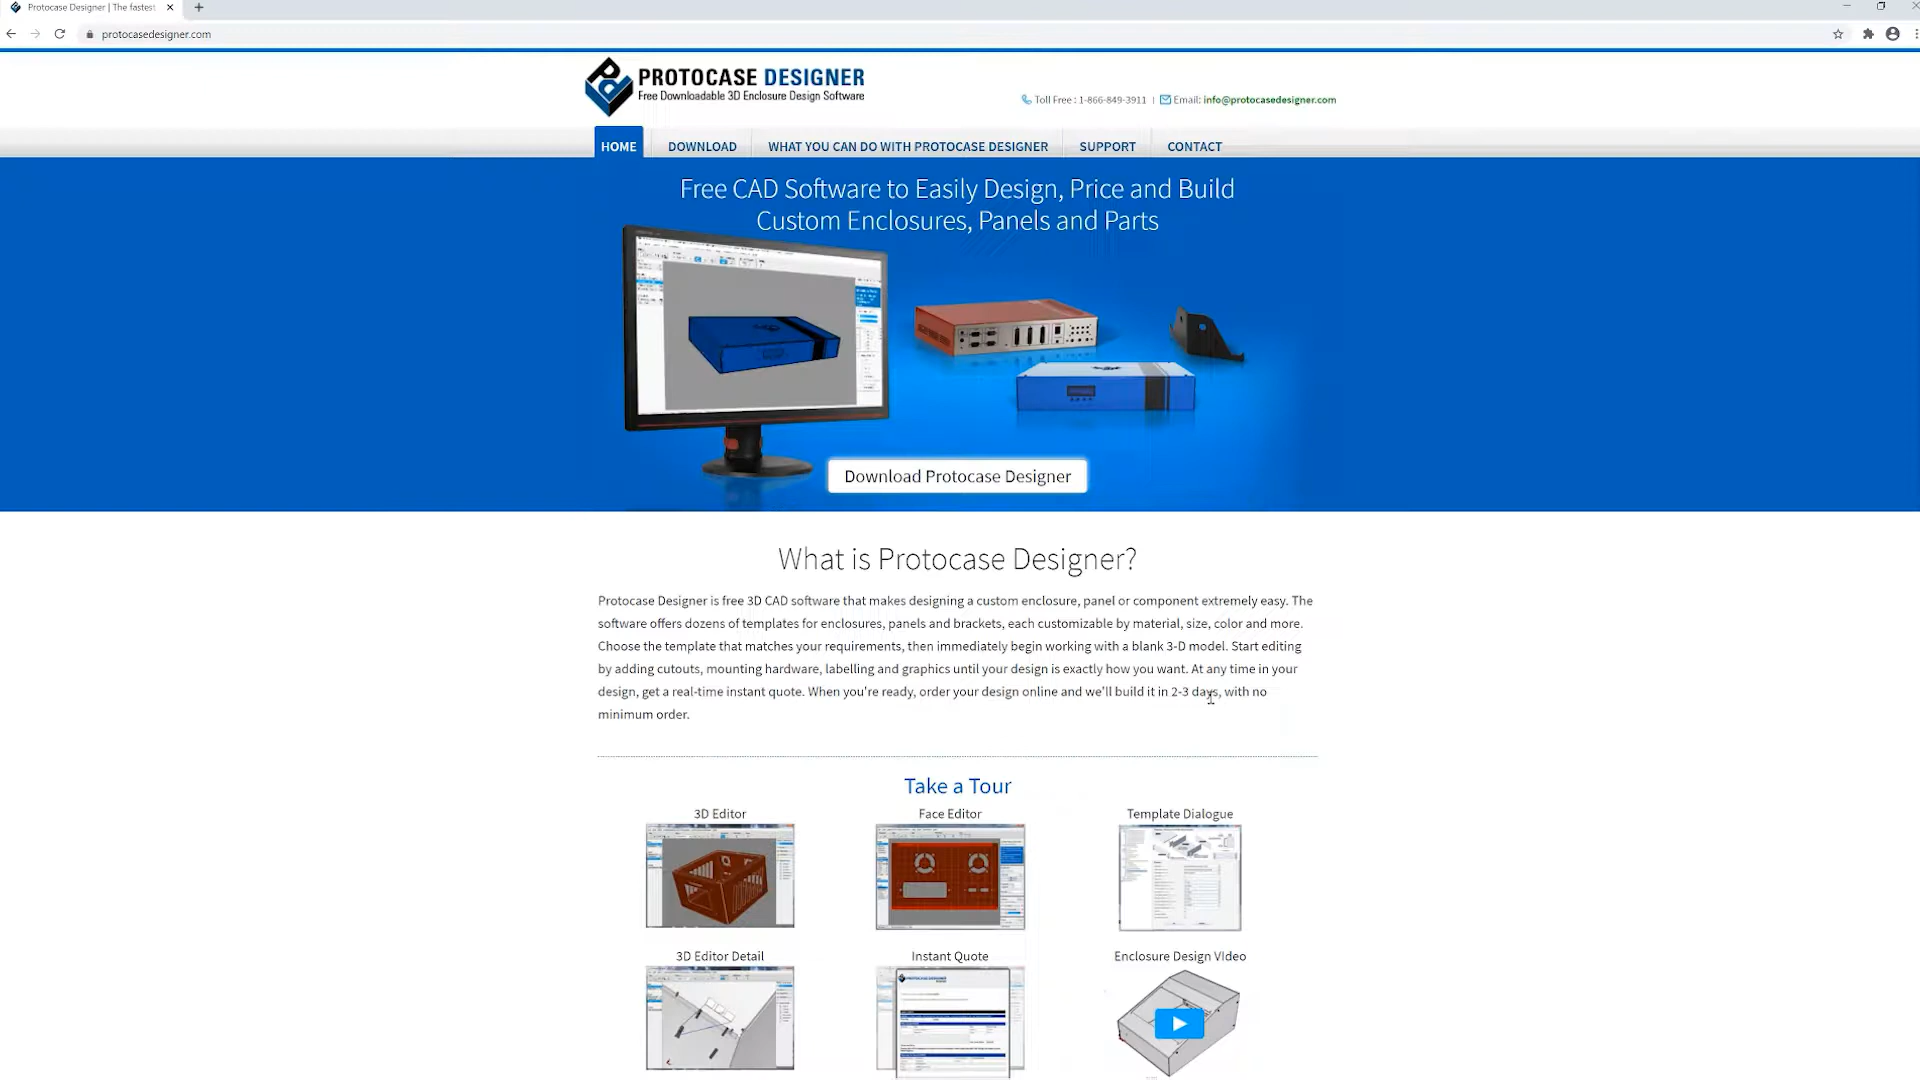 Protocase Designer | The fastest
protocasedesigner.com
PROTOCASE DESIGNER
Free Downloadable 3D Enclosure Design Software
Toll Free : 1-866-849-3911 | Email: info@protocasedesigner.com
HOME DOWNLOAD WHAT YOU CAN DO WITH PROTOCASE DESIGNER SUPPORT CONTACT
Free CAD Software to Easily Design, Price and Build
Custom Enclosures, Panels and Parts
Download Protocase Designer
What is Protocase Designer?
Protocase Designer is free 3D CAD software that makes designing a custom enclosure, panel or component extremely easy. The
software offers dozens of templates for enclosures, panels and brackets, each customizable by material, size, color and more.
Choose the template that matches your requirements, then immediately begin working with a blank 3-D model. Start editing
by adding cutouts, mounting hardware, labelling and graphics until your design is exactly how you want. At any time in your
design, get a real-time instant quote. When you're ready, order your design online and we'll build it in 2-3 days, with no
minimum order.
Take a Tour
3D Editor Face Editor Template Dialogue
3D Editor Detail Instant Quote Enclosure Design VIdeo
PROTOCASE DESIGNER